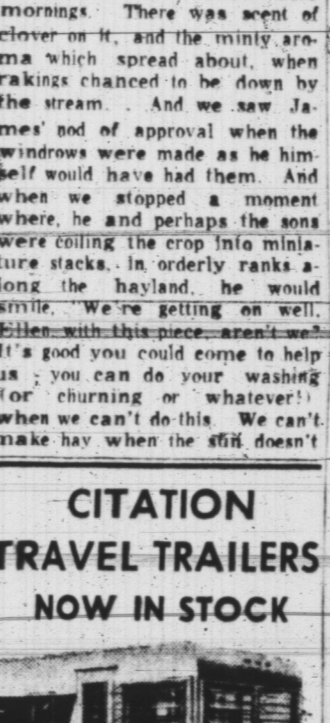 mornings. There was scent of
clover on it, and the minty aro-
ma which spread about, when
rakings chanced to be down by
the stream. . And we saw Ja-
mes' nod of approval when the
windrows were made as he him-
self would have had them. And
when we stopped a moment
where, he and perhaps the sons
were coiling the crop into minia-
ture stacks, in orderly ranks a-
long the hayland, he would
smile, "We're getting on well,
Ellen with this piece, aren't we?
It's good you could come to help
us ; you can do your washing
(or churning or whatever!)
when we can't do this. We can't
make hay when the sun doesn't
CITATION
TRAVEL TRAILERS
NOW IN STOCK